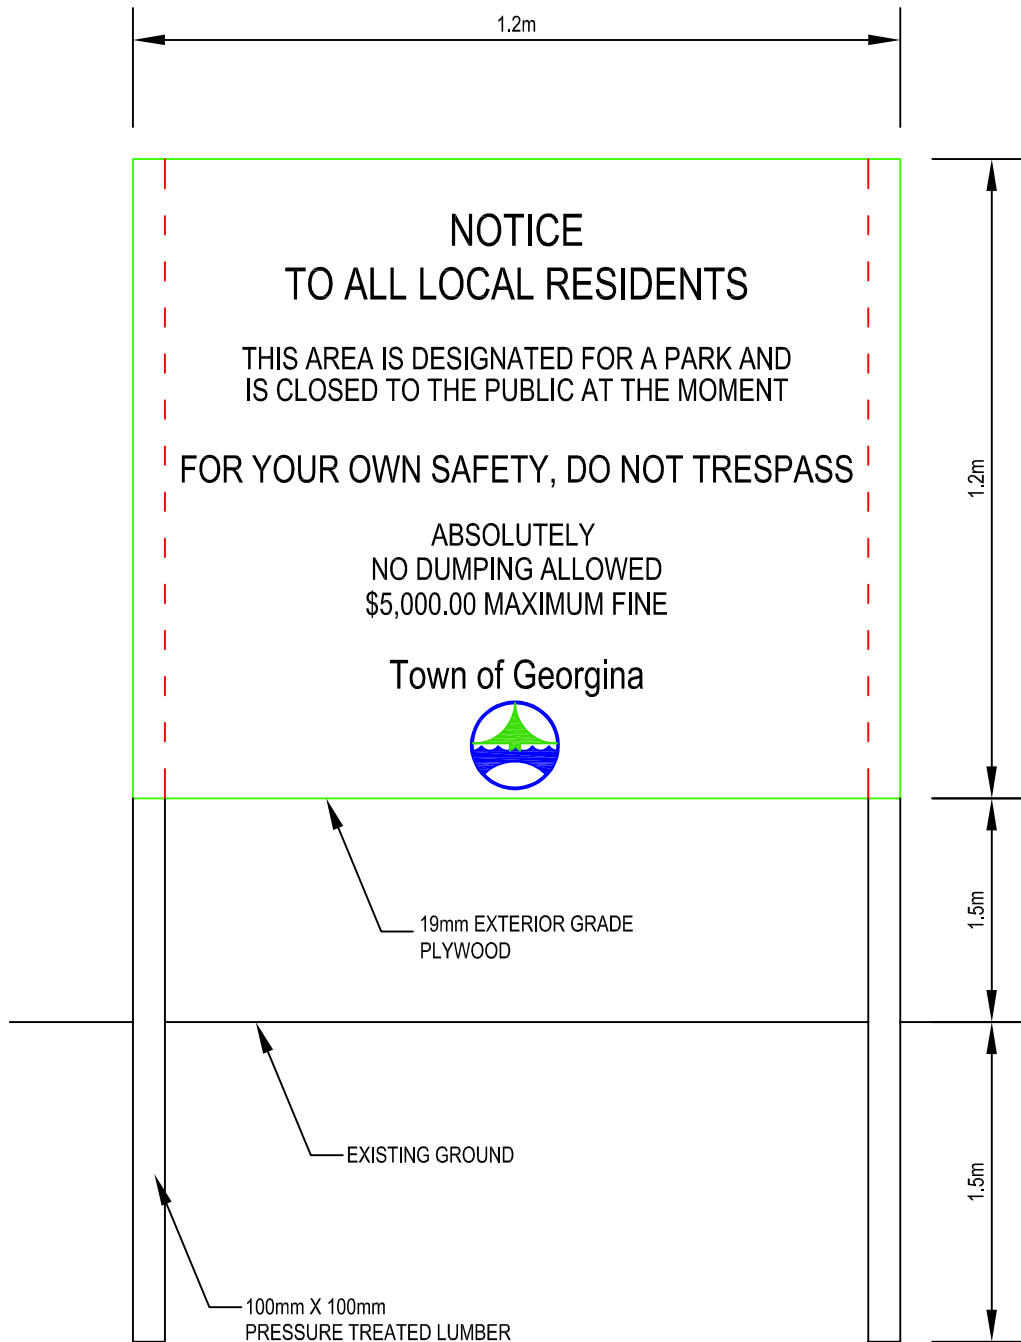 1.2m
NOTICE
TO ALL LOCAL RESIDENTS
THIS AREA IS DESIGNATED FOR A PARK AND
IS CLOSED TO THE PUBLIC AT THE MOMENT
FOR YOUR OWN SAFETY, DO NOT TRESPASS
ABSOLUTELY
NO DUMPING ALLOWED
$5,000.00 MAXIMUM FINE
Town of Georgina
1.2m
19mm EXTERIOR GRADE
PLYWOOD
1.5m
EXISTING GROUND
1.5m
100mm X 100mm
PRESSURE TREATED LUMBER